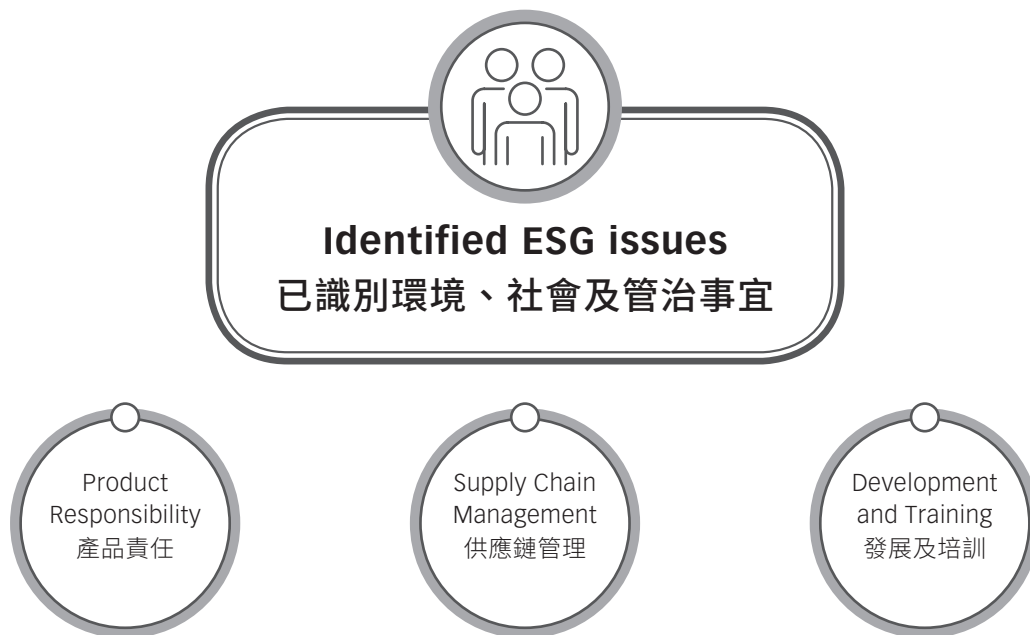 Identified ESG issues
已識別環境、社會及管治事宜
Product
Responsibility
產品責任
Supply Chain
Management
供應鏈管理
Development
and Training
發展及培訓